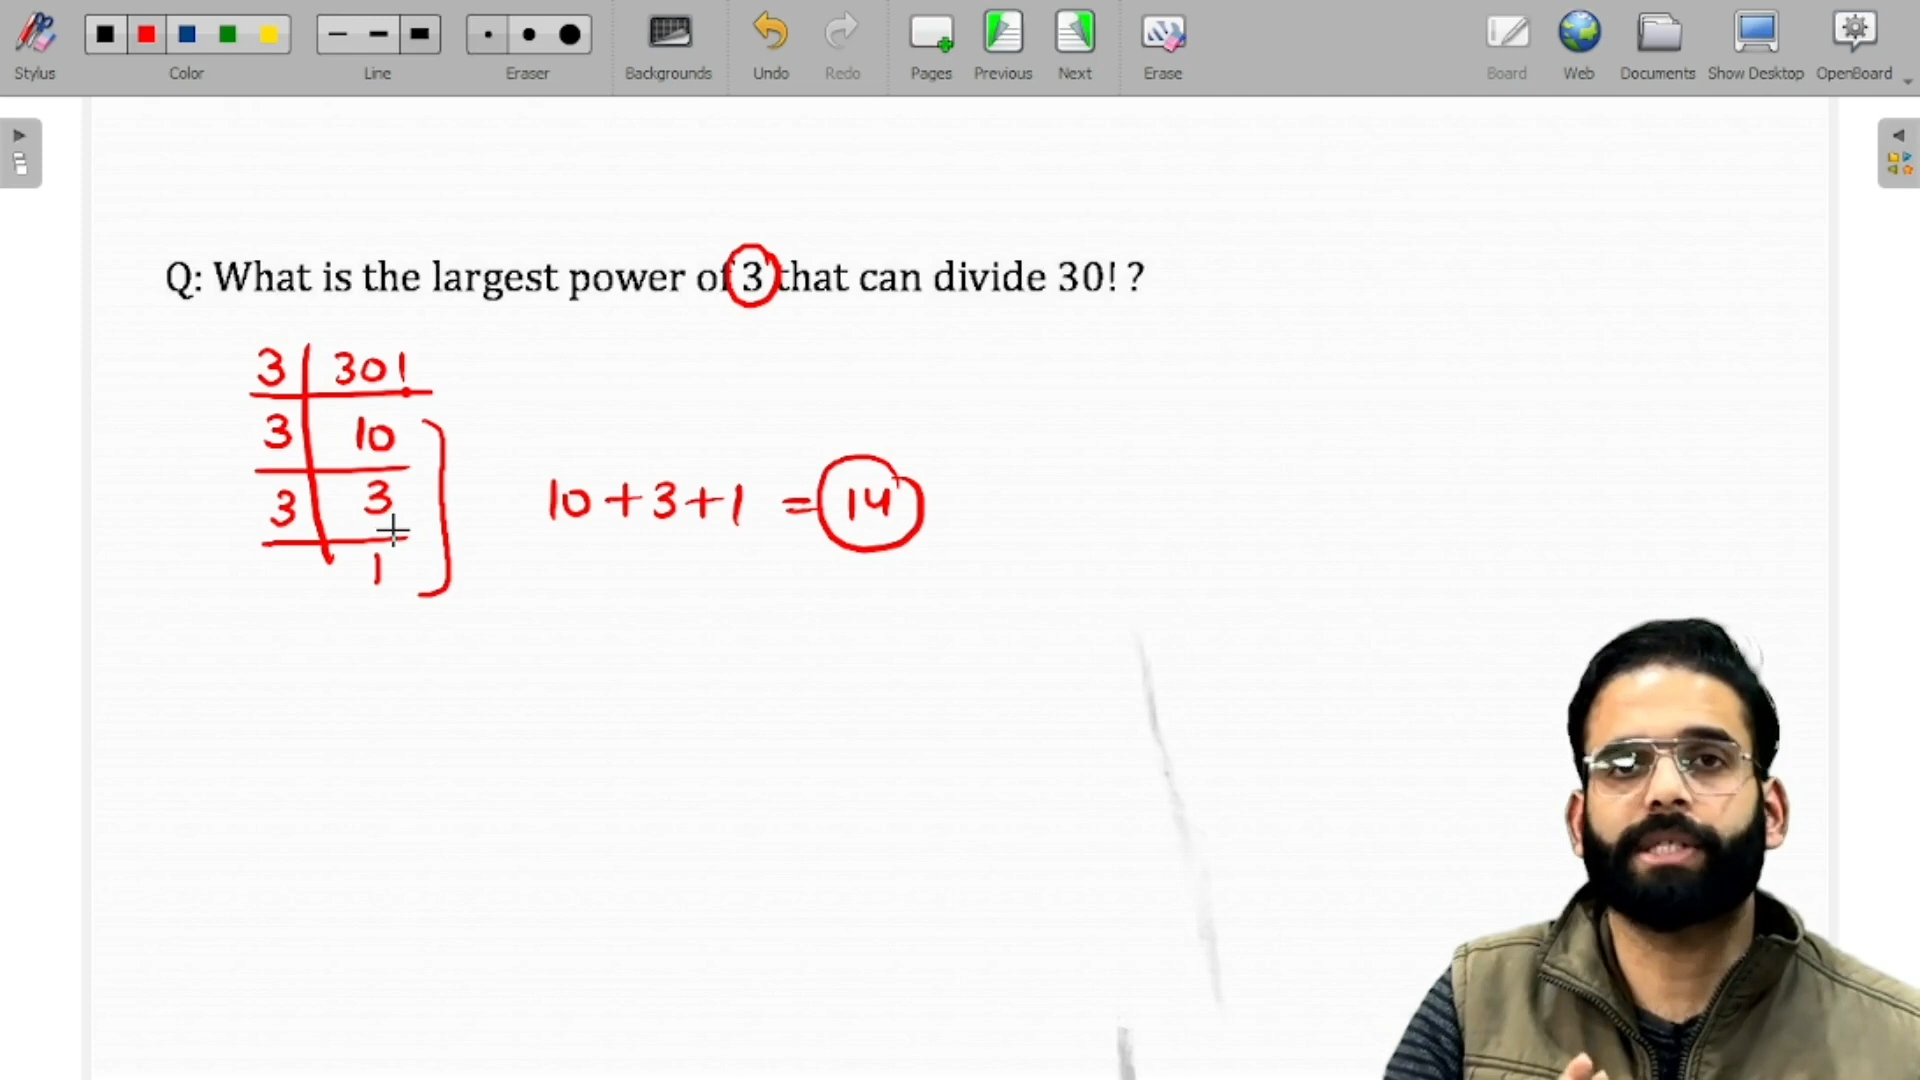 Stylus Color Line Eraser Backgrounds Undo Redo Pages Previous Next Erase Board Web Documents Show Desktop OpenBoard
Q: What is the largest power of 3 that can divide 30! ?
3 30!
3 10
3 3
1
10 + 3 + 1 = 14